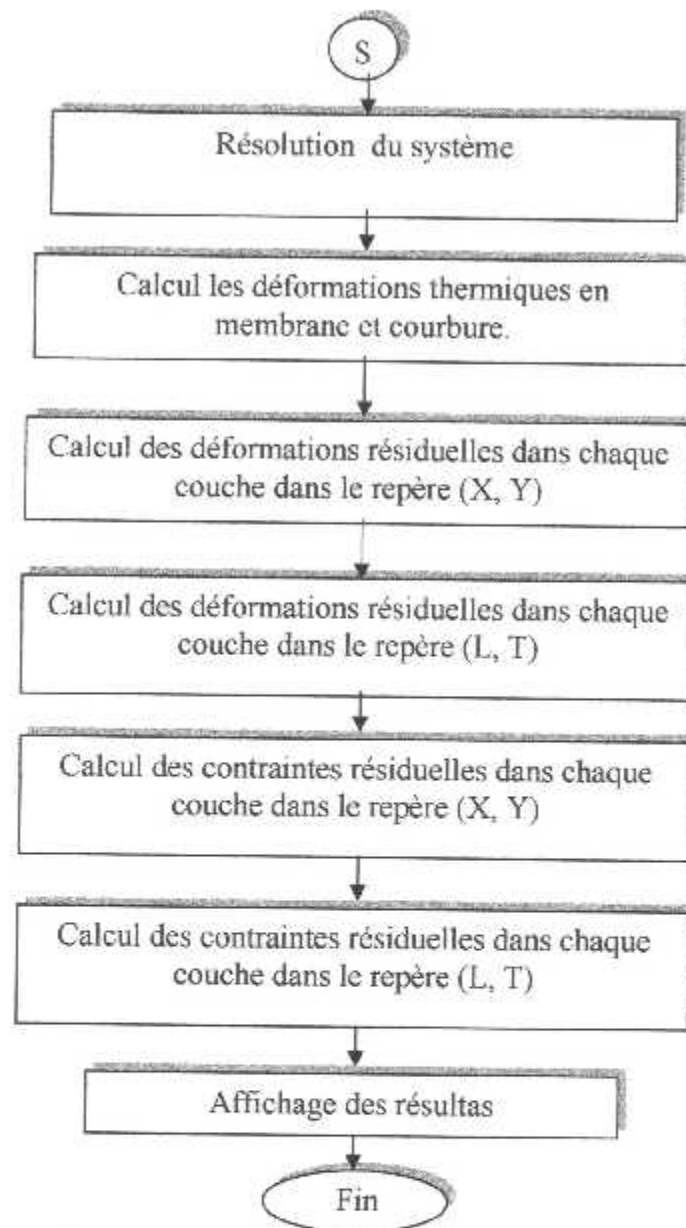 S
Résolution du système
Calcul les déformations thermiques en
membrane et courbure.
Calcul des déformations résiduelles dans chaque
couche dans le repère (X, Y)
Calcul des déformations résiduelles dans chaque
couche dans le repère (L, T)
Calcul des contraintes résiduelles dans chaque
couche dans le repère (X, Y)
Calcul des contraintes résiduelles dans chaque
couche dans le repère (L, T)
Affichage des résultas
Fin